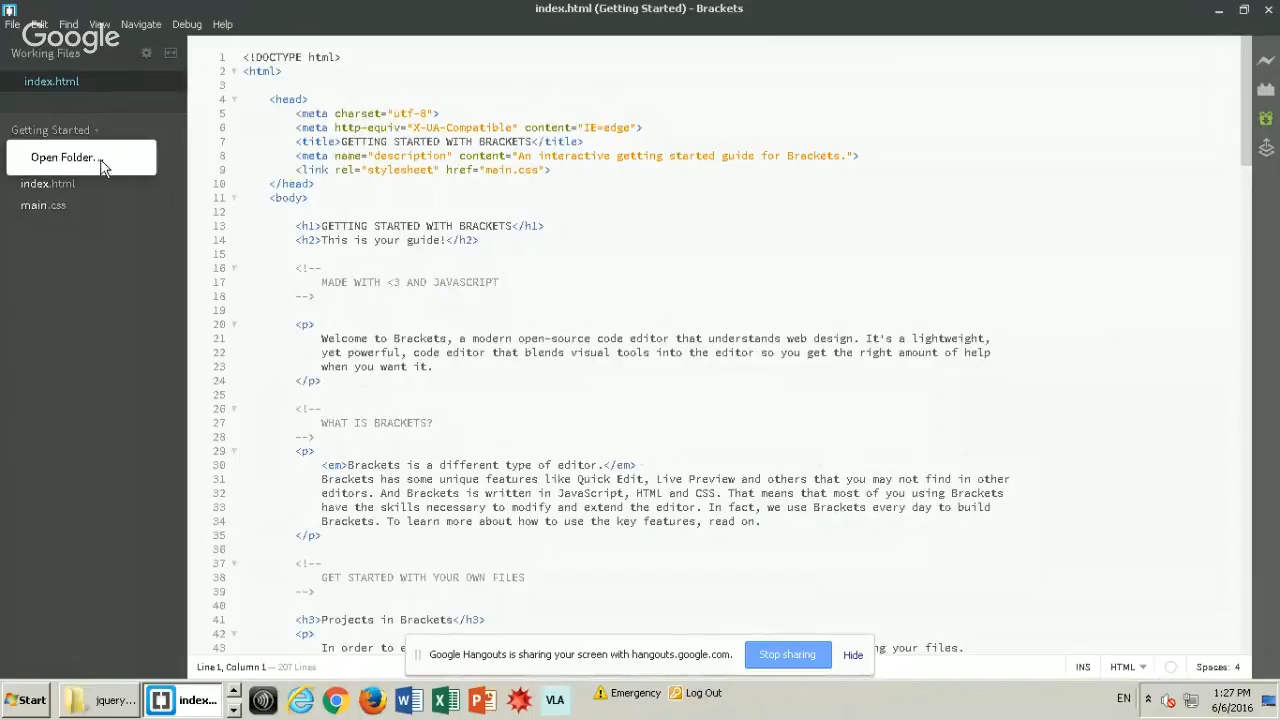 index.html (Getting Started) - Brackets
File Edit Find View Navigate Debug Help
Google
Working Files
index.html
Getting Started
Open Folder...
index.html
main.css
1 <!DOCTYPE html>
2 <html>
3
4 <head>
5 <meta charset="utf-8">
6 <meta http-equiv="X-UA-Compatible" content="IE=edge">
7 <title>GETTING STARTED WITH BRACKETS</title>
8 <meta name="description" content="An interactive getting started guide for Brackets.">
9 <link rel="stylesheet" href="main.css">
10 </head>
11 <body>
12
13 <h1>GETTING STARTED WITH BRACKETS</h1>
14 <h2>This is your guide!</h2>
15
16 <!--
17 MADE WITH <3 AND JAVASCRIPT
18 -->
19
20 <p>
21 Welcome to Brackets, a modern open-source code editor that understands web design. It's a lightweight,
22 yet powerful, code editor that blends visual tools into the editor so you get the right amount of help
23 when you want it.
24 </p>
25
26 <!--
27 WHAT IS BRACKETS?
28 -->
29 <p>
30 <em>Brackets is a different type of editor.</em>
31 Brackets has some unique features like Quick Edit, Live Preview and others that you may not find in other
32 editors. And Brackets is written in JavaScript, HTML and CSS. That means that most of you using Brackets
33 have the skills necessary to modify and extend the editor. In fact, we use Brackets every day to build
34 Brackets. To learn more about how to use the key features, read on.
35 </p>
36
37 <!--
38 GET STARTED WITH YOUR OWN FILES
39 -->
40
41 <h3>Projects in Brackets</h3>
42 <p>
43 In order to e
ing your files.
Google Hangouts is sharing your screen with hangouts.google.com. Stop sharing Hide
Line 1, Column 1 — 207 Lines
INS HTML Spaces: 4
Start jquery... index... VLA Emergency Log Out EN 1:27 PM
6/6/2016